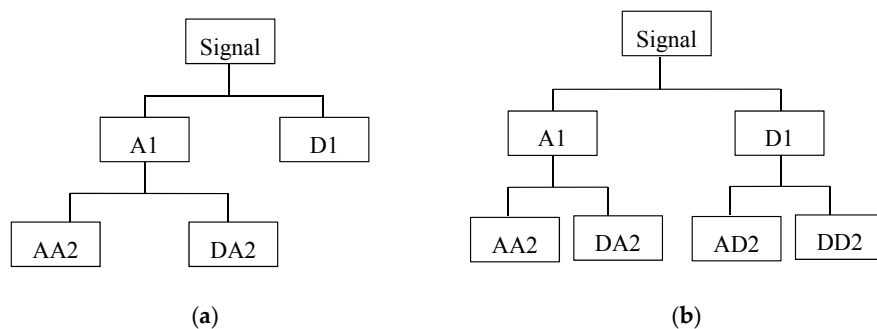 Signal
A1
D1
AA2
DA2
(a)
Signal
A1
D1
AA2
DA2
AD2
DD2
(b)